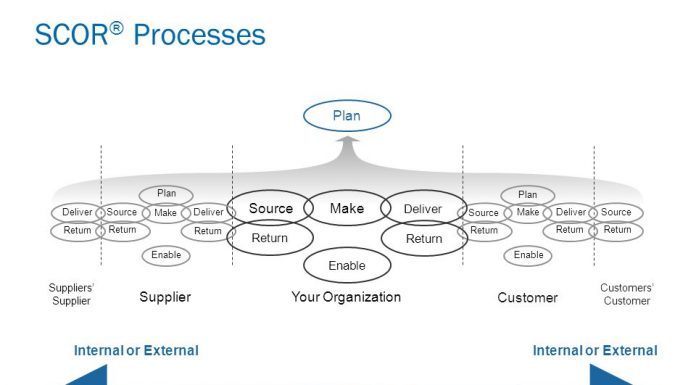 SCOR® Processes
Plan
Plan
Plan
Deliver Source Make Deliver Source Make Deliver Source Make Deliver Source
Return Return Return Return Return Return Return Return
Enable Enable Enable
Suppliers'
Supplier
Supplier
Your Organization
Customer
Customers'
Customer
Internal or External
Internal or External